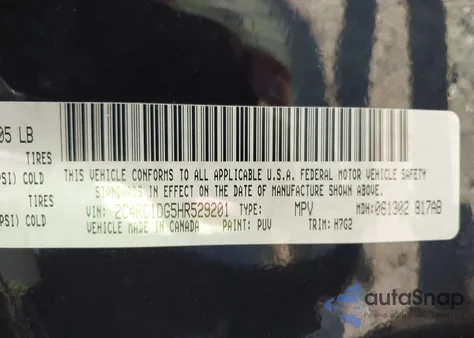 05 LB
TIRES
PSI) COLD
TIRES
PSI) COLD
THIS VEHICLE CONFORMS TO ALL APPLICABLE U.S.A. FEDERAL MOTOR VEHICLE SAFETY
STANDARDS IN EFFECT ON THE DATE OF MANUFACTURE SHOWN ABOVE.
VIN: 2C4RC1DG5HR529201 TYPE: MPV MDH: 061302 817AB
VEHICLE MADE IN CANADA PAINT: PUV TRIM: H7G2
autoSnap